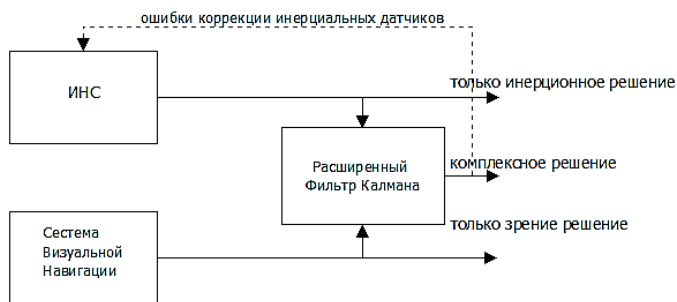 ошибки коррекции инерциальных датчиков
ИНС
только инерционное решение
Расширенный
Фильтр Калмана
комплексное решение
только зрение решение
Сестема
Визуальной
Навигации